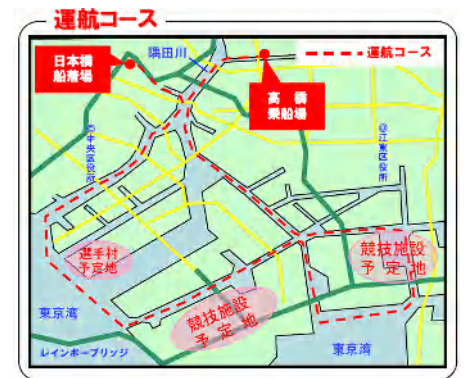 運航コース
日本橋
船着場
隅田川
運航コース
高橋
乗船場
◎中央区役所
◎江東区役所
選手村
予定地
競技施設
予定地
競技施設
予定地
東京湾
レインボーブリッジ
東京湾